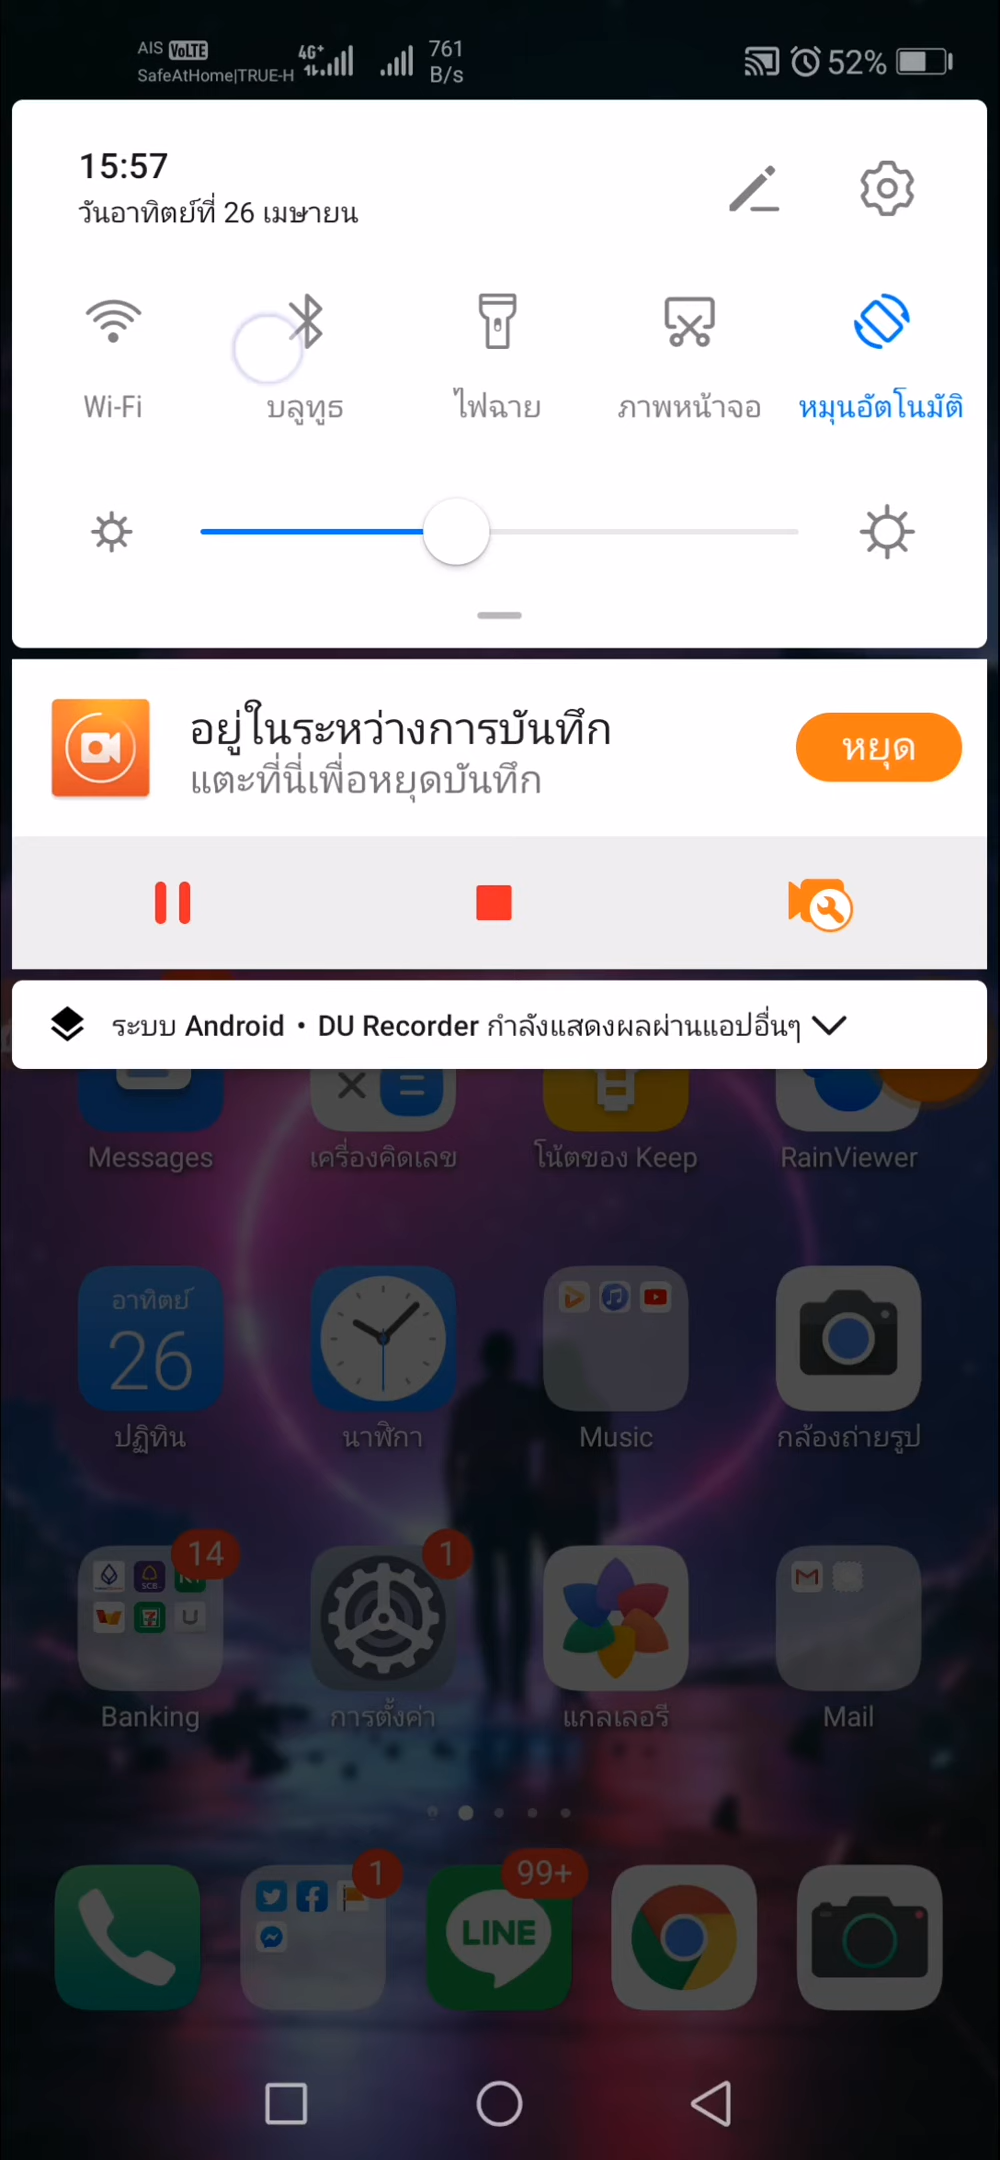 AIS VoLTE
SafeAtHome|TRUE-H
4G+
761
B/s
52%
15:57
วันอาทิตย์ที่ 26 เมษายน
Wi-Fi
บลูทูธ
ไฟฉาย
ภาพหน้าจอ
หมุนอัตโนมัติ
อยู่ในระหว่างการบันทึก
แตะที่นี่เพื่อหยุดบันทึก
หยุด
ระบบ Android • DU Recorder กำลังแสดงผลผ่านแอปอื่นๆ
Messages
เครื่องคิดเลข
โน้ตของ Keep
RainViewer
อาทิตย์
26
ปฏิทิน
นาฬิกา
Music
กล้องถ่ายรูป
14
SCB
1
Banking
การตั้งค่า
แกลเลอรี
Mail
1
99+
LINE